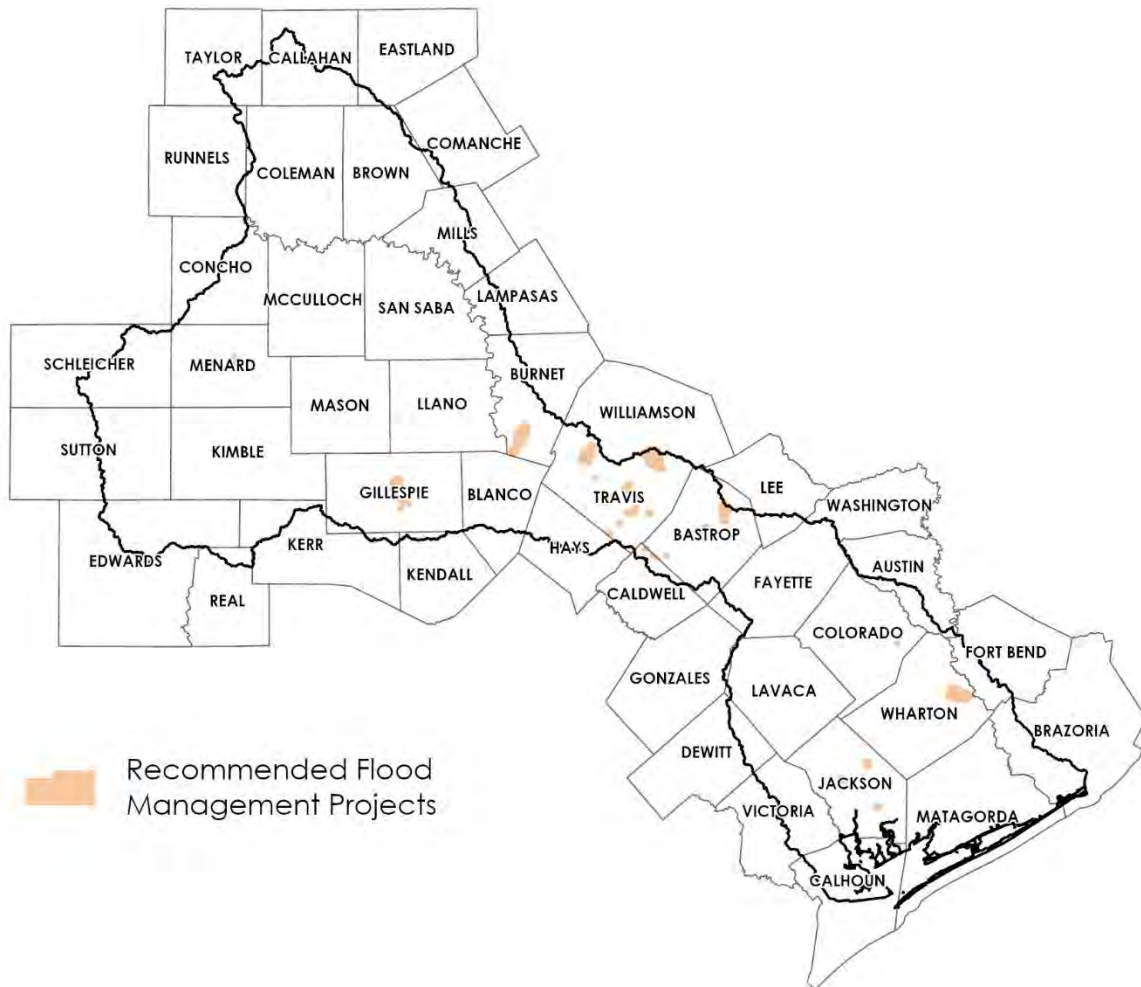 TAYLOR
CALLAHAN
EASTLAND
COMANCHE
RUNNELS
COLEMAN
BROWN
MILLS
CONCHO
MCCULLOCH
SAN SABA
LAMPASAS
SCHLEICHER
MENARD
BURNET
MASON
LLANO
WILLIAMSON
SUTTON
KIMBLE
GILLESPIE
BLANCO
TRAVIS
LEE
WASHINGTON
BASTROP
EDWARDS
KERR
HAYS
AUSTIN
REAL
KENDALL
CALDWELL
FAYETTE
COLORADO
FORT BEND
GONZALES
LAVACA
WHARTON
BRAZORIA
DEWITT
JACKSON
VICTORIA
MATAGORDA
CALHOUN
Recommended Flood
Management Projects